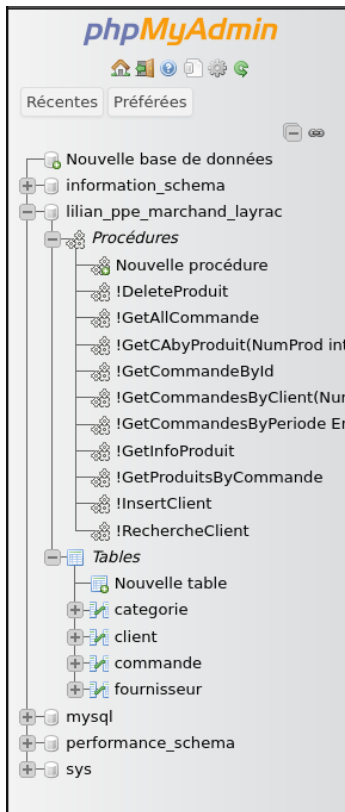 phpMyAdmin
Récentes Préférées
Nouvelle base de données
information_schema
lilian_ppe_marchand_layrac
Procédures
Nouvelle procédure
!DeleteProduit
!GetAllCommande
!GetCAbyProduit(NumProd int
!GetCommandeById
!GetCommandesByClient(Nur
!GetCommandesByPeriode En
!GetInfoProduit
!GetProduitsByCommande
!InsertClient
!RechercheClient
Tables
Nouvelle table
categorie
client
commande
fournisseur
mysql
performance_schema
sys